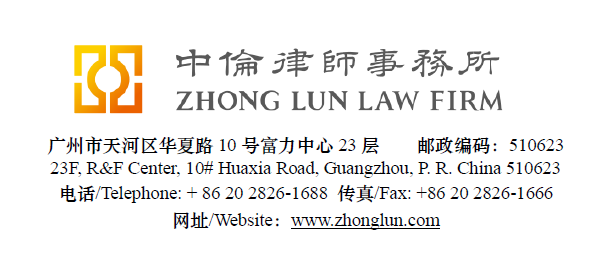 中倫律師事務所
ZHONG LUN LAW FIRM
广州市天河区华夏路 10 号富力中心 23 层 邮政编码：510623
23F, R&F Center, 10# Huaxia Road, Guangzhou, P. R. China 510623
电话/Telephone: + 86 20 2826-1688 传真/Fax: +86 20 2826-1666
网址/Website：www.zhonglun.com